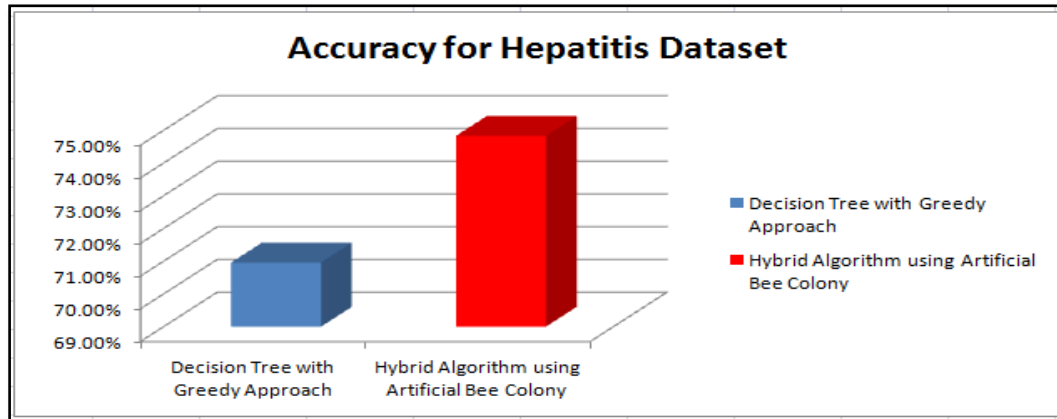 Accuracy for Hepatitis Dataset
75.00%
74.00%
73.00%
72.00%
71.00%
70.00%
69.00%
Decision Tree with
Greedy Approach
Hybrid Algorithm using
Artificial Bee Colony
Decision Tree with Greedy
Approach
Hybrid Algorithm using Artificial
Bee Colony